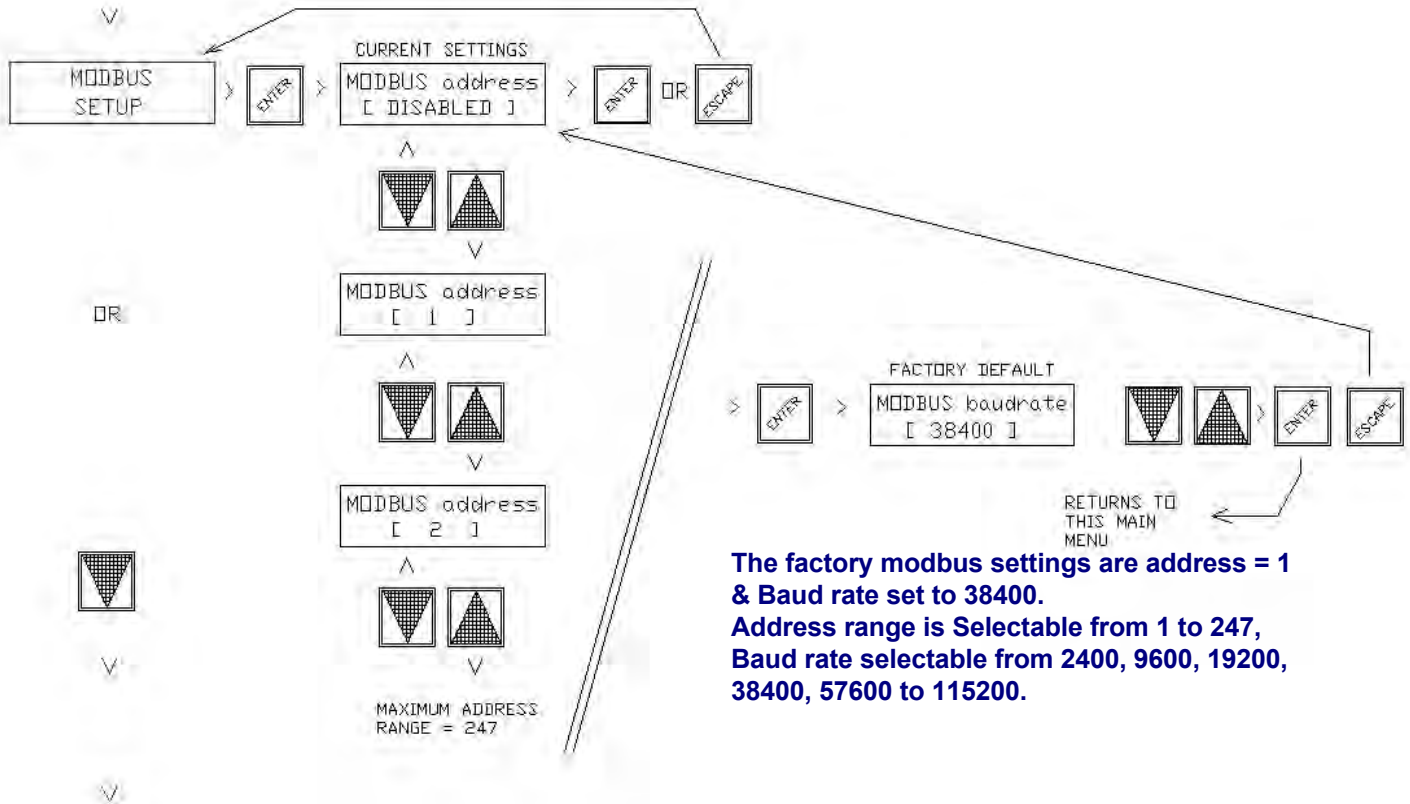 CURRENT SETTINGS
MODBUS
SETUP
ENTER
MODBUS address
[ DISABLED ]
ENTER
OR
ESCAPE
OR
MODBUS address
[ 1 ]
MODBUS address
[ 2 ]
MAXIMUM ADDRESS
RANGE = 247
ENTER
FACTORY DEFAULT
MODBUS baudrate
[ 38400 ]
ENTER
ESCAPE
RETURNS TO
THIS MAIN
MENU
The factory modbus settings are address = 1
& Baud rate set to 38400.
Address range is Selectable from 1 to 247,
Baud rate selectable from 2400, 9600, 19200,
38400, 57600 to 115200.